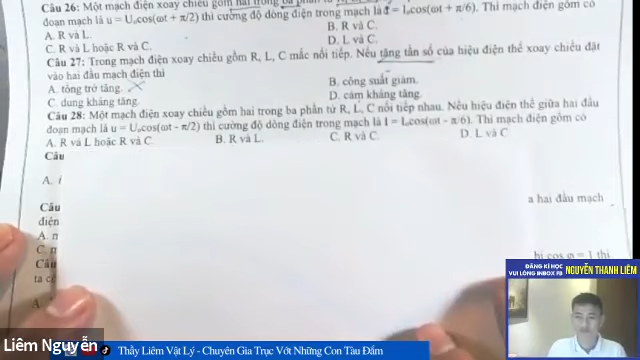 Câu 26: Một mạch điện xoay chiều gồm hai trong ba phần tử
đoạn mạch là u = U₀cos(ωt + π/2) thì cường độ dòng điện trong mạch là i = I₀cos(ωt + π/6). Thì mạch điện gồm có
A. R và L. B. R và C.
C. R và L hoặc R và C. D. L và C.
Câu 27: Trong mạch điện xoay chiều gồm R, L, C mắc nối tiếp. Nếu tăng tần số của hiệu điện thế xoay chiều đặt
vào hai đầu mạch điện thì
A. tổng trở tăng. B. công suất giảm.
C. dung kháng tăng. D. cảm kháng tăng.
Câu 28: Một mạch điện xoay chiều gồm hai trong ba phần tử R, L, C nối tiếp nhau. Nếu hiệu điện thế giữa hai đầu
đoạn mạch là u = U₀cos(ωt - π/2) thì cường độ dòng điện trong mạch là i = I₀cos(ωt - π/6). Thì mạch điện gồm có
A. R và L hoặc R và C. B. R và L. C. R và C. D. L và C
Câu
A.
Câu a hai đầu mạch
điện
A.
C. cos φ = 1 thì
Câu
ta
A
ĐĂNG KÍ HỌC
VUI LÒNG INBOX FB NGUYỄN THANH LIÊM
Liêm Nguyễn
Thầy Liêm Vật Lý - Chuyên Gia Trục Vớt Những Con Tàu Đắm